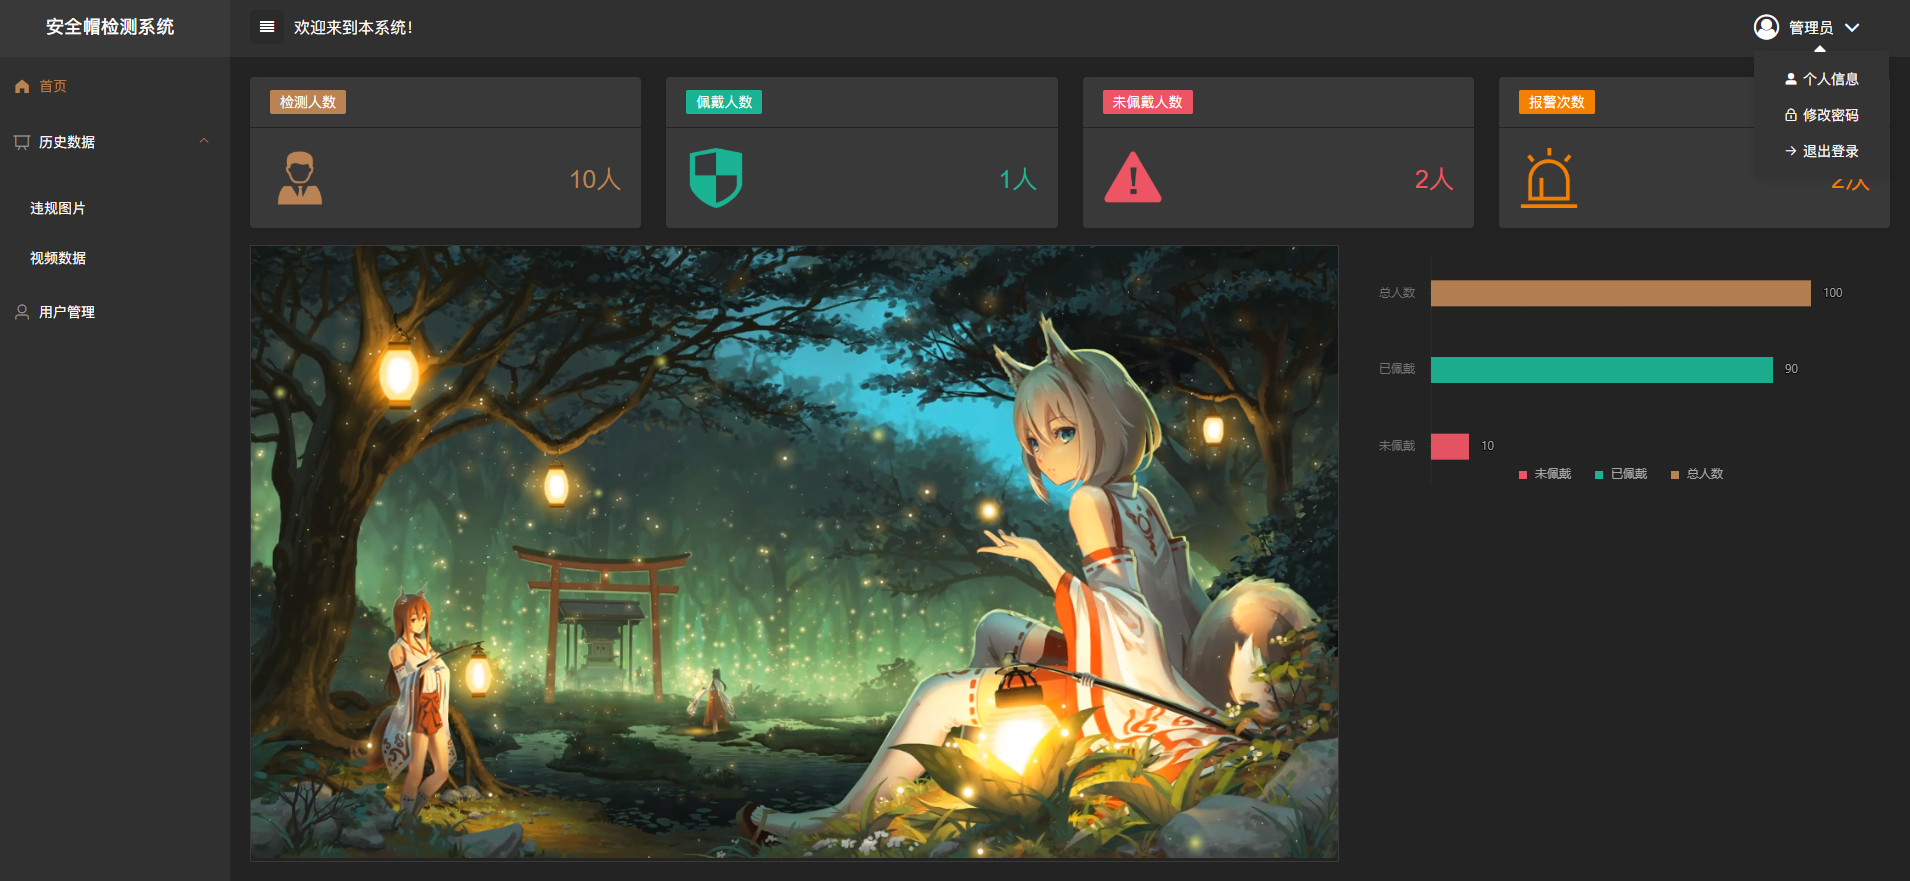 安全帽检测系统
欢迎来到本系统!
管理员
首页
历史数据
违规图片
视频数据
用户管理
个人信息
修改密码
退出登录
检测人数
10人
佩戴人数
1人
未佩戴人数
2人
报警次数
2次
总人数
100
已佩戴
90
未佩戴
10
未佩戴 已佩戴 总人数